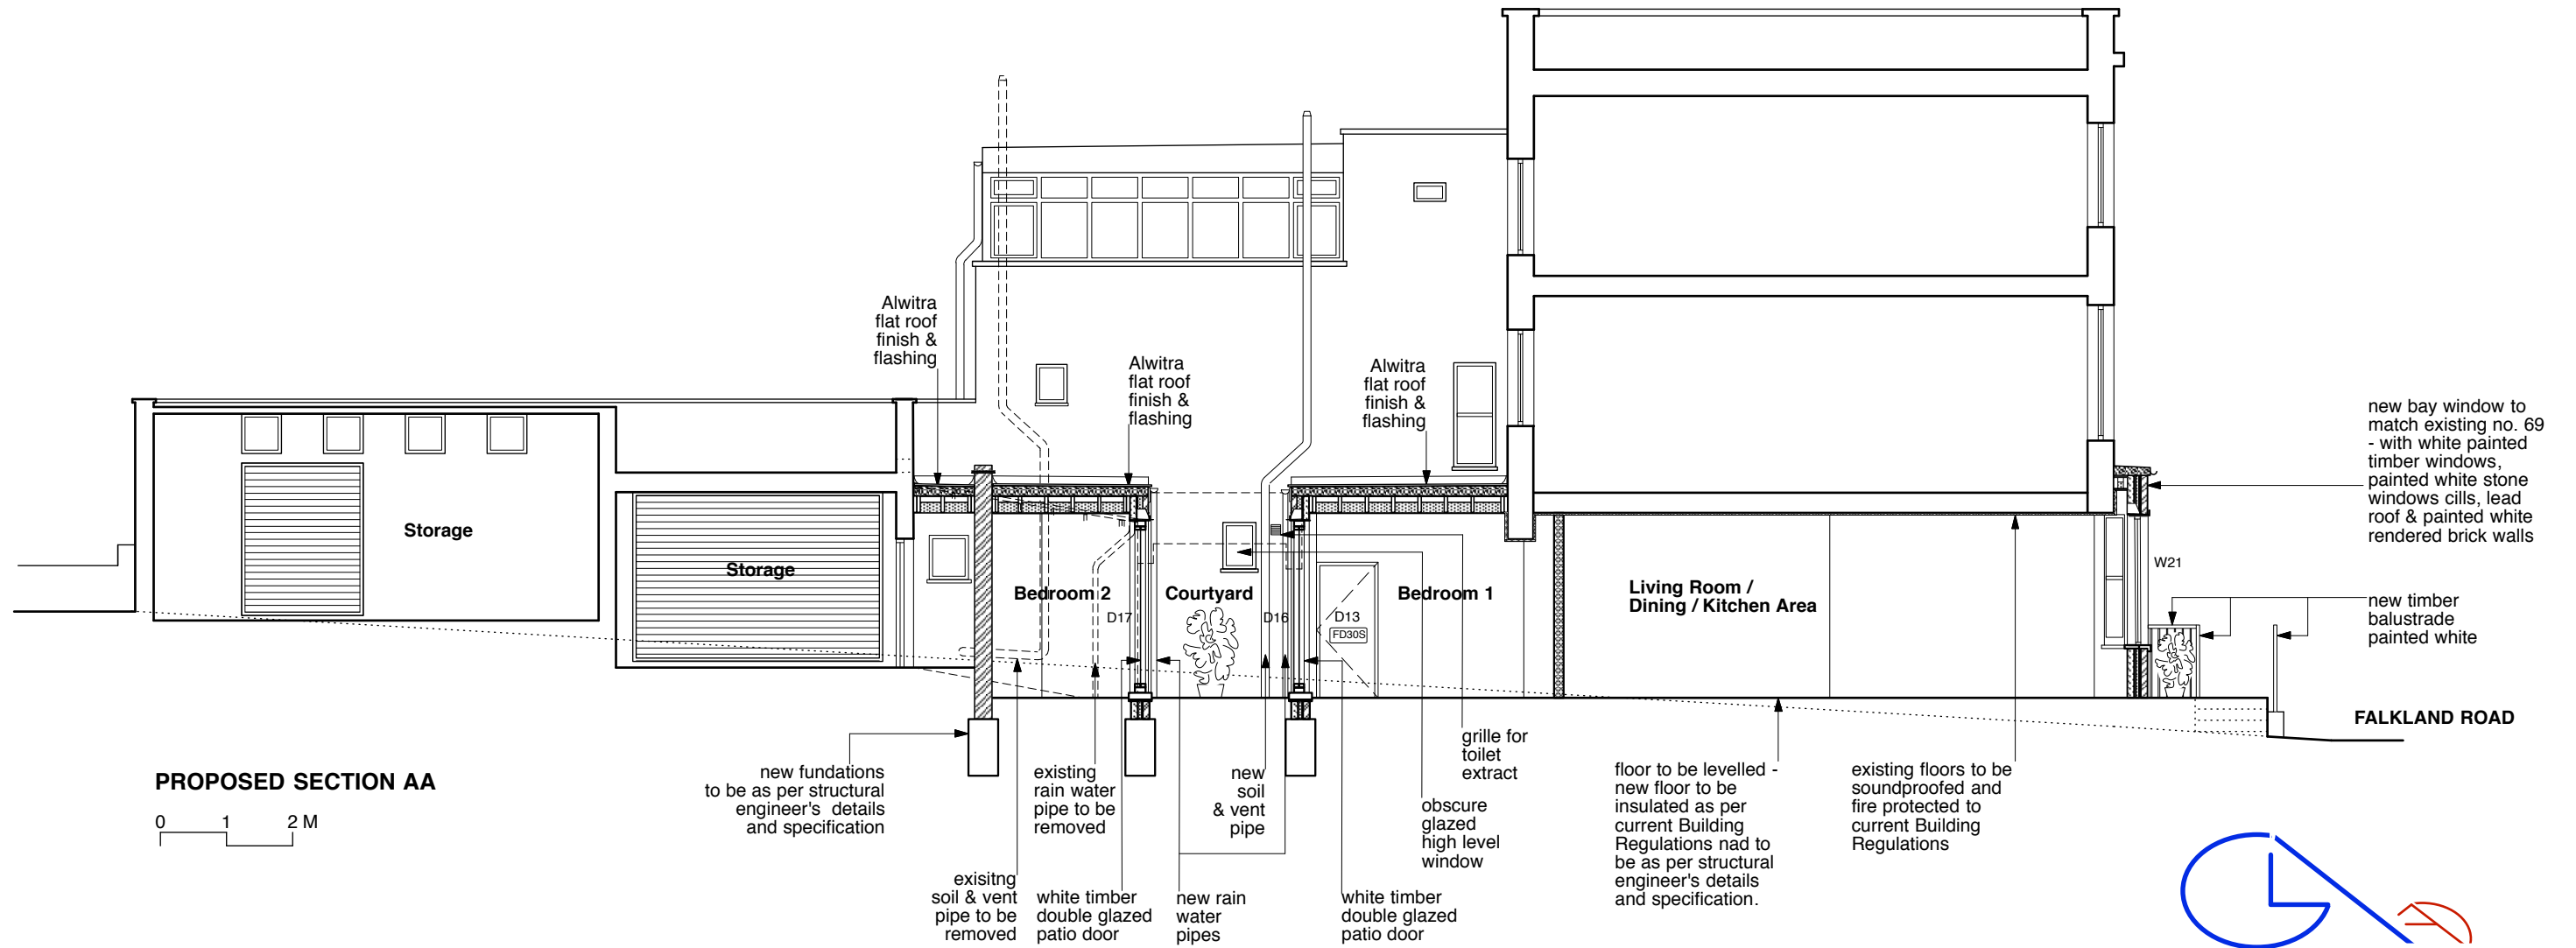 Alwitra
flat roof
finish &
flashing
Alwitra
flat roof
finish &
flashing
Alwitra
flat roof
finish &
flashing
new bay window to
match existing no. 69
- with white painted
timber windows,
painted white stone
windows cills, lead
roof & painted white
rendered brick walls
Storage
Storage
Bedroom 2
Courtyard
Bedroom 1
Living Room /
Dining / Kitchen Area
W21
D17
D16
D13
FD30S
new timber
balustrade
painted white
FALKLAND ROAD
PROPOSED SECTION AA
0 1 2 M
new fundations
to be as per structural
engineer's details
and specification
existing
rain water
pipe to be
removed
new
soil
& vent
pipe
grille for
toilet
extract
obscure
glazed
high level
window
floor to be levelled -
new floor to be
insulated as per
current Building
Regulations nad to
be as per structural
engineer's details
and specification.
existing floors to be
soundproofed and
fire protected to
current Building
Regulations
exisitng
soil & vent
pipe to be
removed
white timber
double glazed
patio door
new rain
water
pipes
white timber
double glazed
patio door